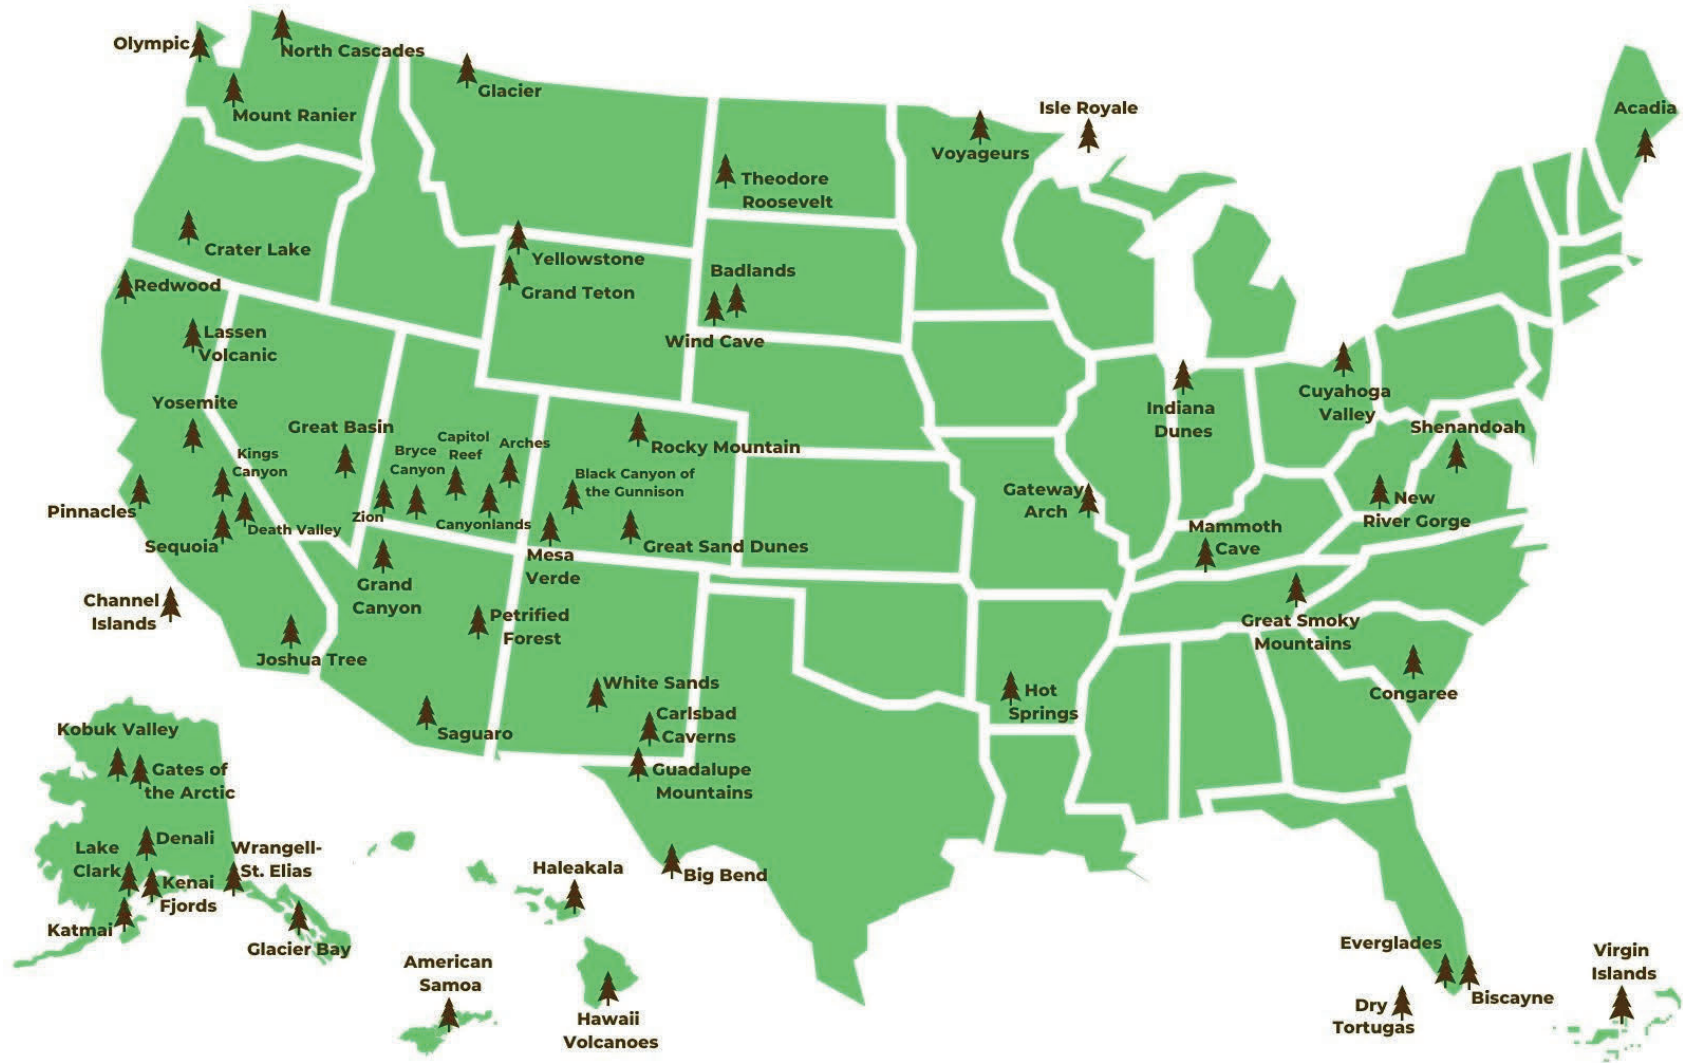 Olympic
North Cascades
Mount Ranier
Glacier
Isle Royale
Voyageurs
Acadia
Theodore
Roosevelt
Crater Lake
Yellowstone
Grand Teton
Badlands
Wind Cave
Redwood
Lassen
Volcanic
Yosemite
Great Basin
Kings
Canyon
Bryce
Canyon
Capitol
Reef
Arches
Rocky Mountain
Black Canyon of
the Gunnison
Indiana
Dunes
Cuyahoga
Valley
Shenandoah
Gateway
Arch
New
River Gorge
Mammoth
Cave
Pinnacles
Sequoia
Death Valley
Zion
Canyonlands
Mesa
Verde
Great Sand Dunes
Grand
Canyon
Channel
Islands
Joshua Tree
Petrified
Forest
Great Smoky
Mountains
Congaree
White Sands
Carlsbad
Caverns
Guadalupe
Mountains
Saguaro
Hot
Springs
Big Bend
Kobuk Valley
Gates of
the Arctic
Denali
Lake
Clark
Wrangell-
St. Elias
Kenai
Fjords
Katmai
Glacier Bay
Haleakala
American
Samoa
Hawaii
Volcanoes
Everglades
Biscayne
Dry
Tortugas
Virgin
Islands